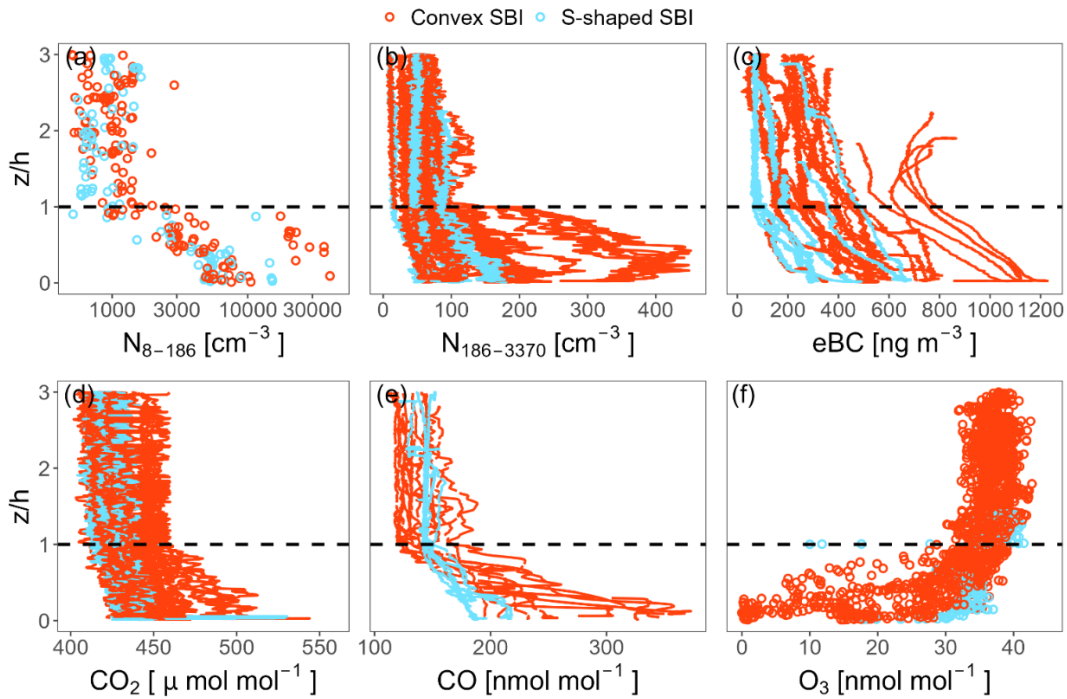 Convex SBI S-shaped SBI
(a) (b) (c)
z/h
3
2
1
0
1000 3000 10000 30000
0 100 200 300 400
0 200 400 600 800 1000 1200
N₈₋₁₈₆ [cm⁻³]
N₁₈₆₋₃₃₇₀ [cm⁻³]
eBC [ng m⁻³]
(d) (e) (f)
z/h
3
2
1
0
400 450 500 550
100 200 300
0 10 20 30 40
CO₂ [ μ mol mol⁻¹]
CO [nmol mol⁻¹]
O₃ [nmol mol⁻¹]